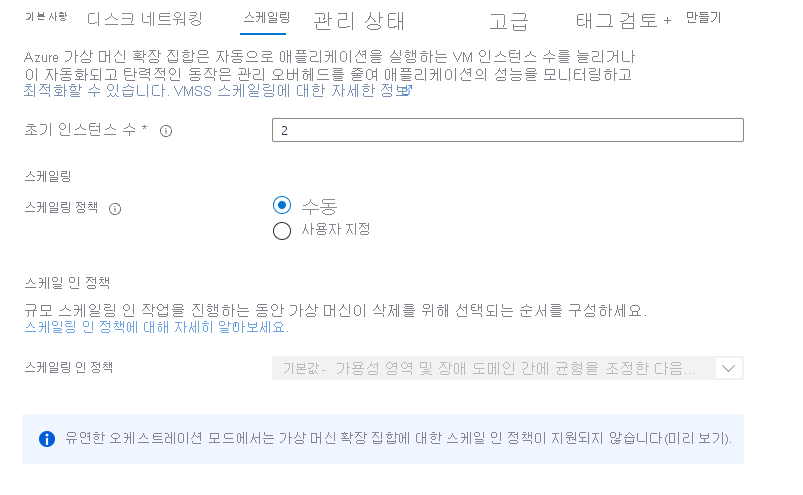 기본 사항 디스크 네트워킹 스케일링 관리 상태 고급 태그 검토 + 만들기
Azure 가상 머신 확장 집합은 자동으로 애플리케이션을 실행하는 VM 인스턴스 수를 늘리거나
이 자동화되고 탄력적인 동작은 관리 오버헤드를 줄여 애플리케이션의 성능을 모니터링하고
최적화할 수 있습니다. VMSS 스케일링에 대한 자세한 정보
초기 인스턴스 수 *
2
스케일링
스케일링 정책
수동
사용자 지정
스케일 인 정책
규모 스케일링 인 작업을 진행하는 동안 가상 머신이 삭제를 위해 선택되는 순서를 구성하세요.
스케일링 인 정책에 대해 자세히 알아보세요.
스케일링 인 정책
기본값 - 가용성 영역 및 장애 도메인 간에 균형을 조정한 다음...
유연한 오케스트레이션 모드에서는 가상 머신 확장 집합에 대한 스케일 인 정책이 지원되지 않습니다(미리 보기).